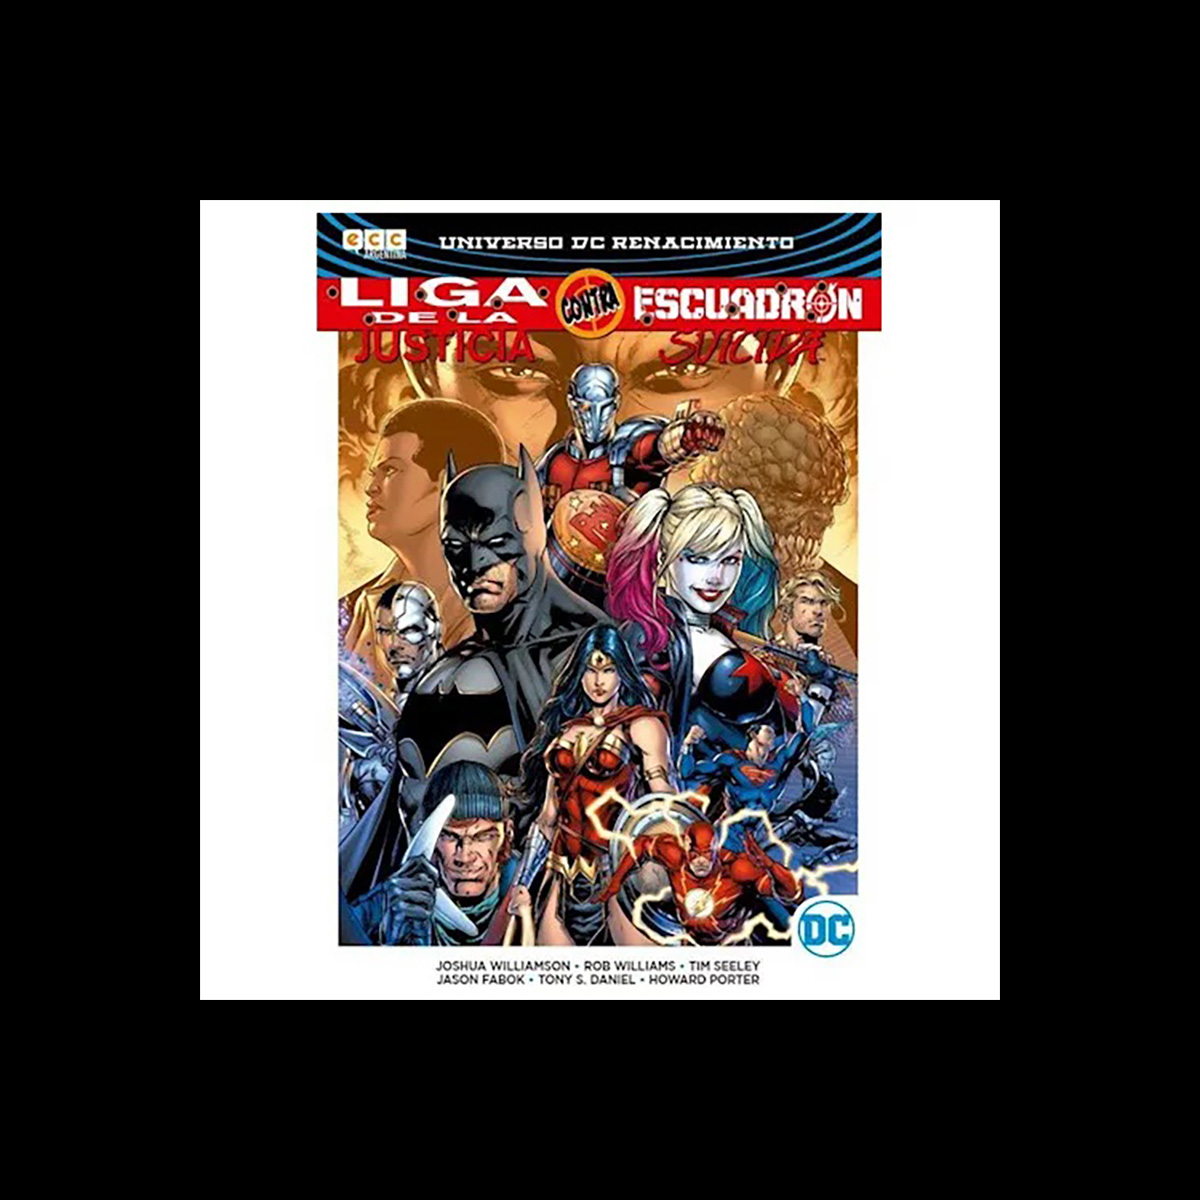 ecc
ARGENTINA
UNIVERSO DC RENACIMIENTO
LIGA
DE LA
JUSTICIA
CONTRA
ESCUADRÓN
SUICIDA
DC
JOSHUA WILLIAMSON • ROB WILLIAMS • TIM SEELEY
JASON FABOK • TONY S. DANIEL • HOWARD PORTER